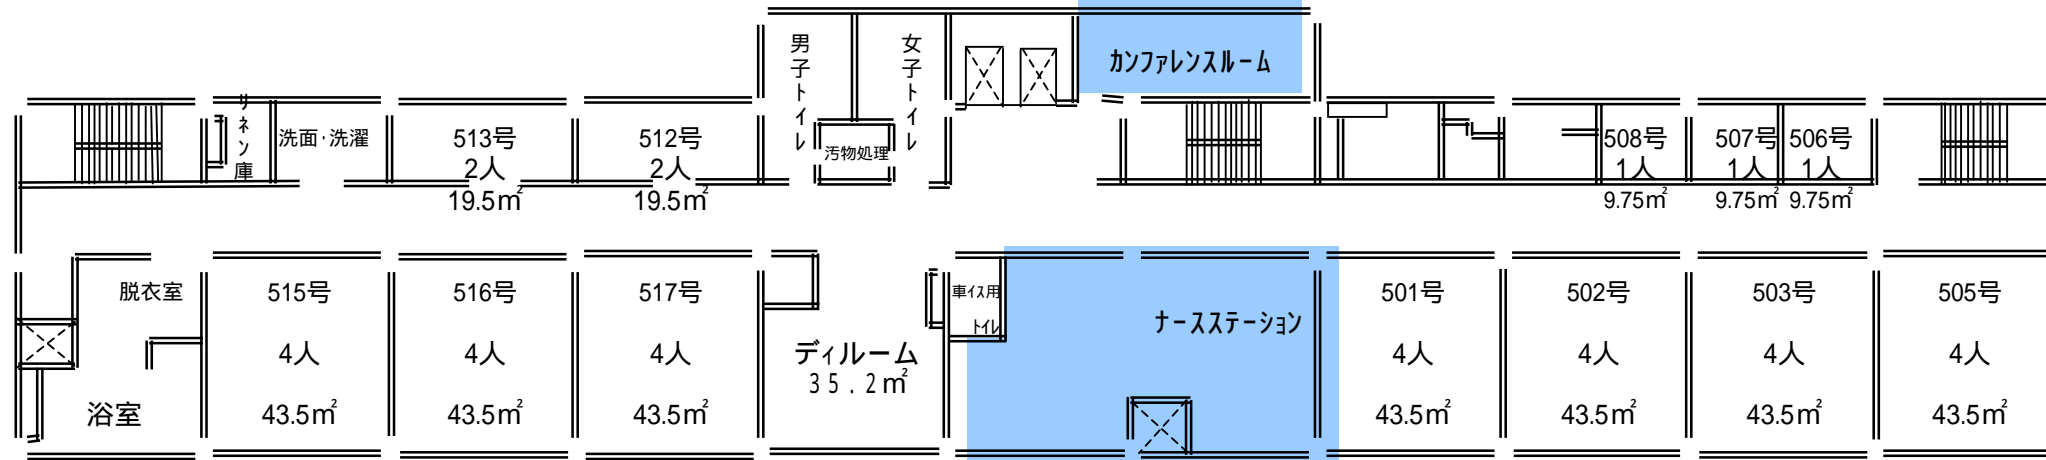 男子トイレ
女子トイレ
カンファレンスルーム
リネン庫
洗面・洗濯
513号
2人
19.5㎡
512号
2人
19.5㎡
汚物処理
508号
1人
9.75㎡
507号
1人
9.75㎡
506号
1人
9.75㎡
脱衣室
浴室
515号
4人
43.5㎡
516号
4人
43.5㎡
517号
4人
43.5㎡
ディルーム
35.2㎡
車イス用
トイレ
ナースステーション
501号
4人
43.5㎡
502号
4人
43.5㎡
503号
4人
43.5㎡
505号
4人
43.5㎡